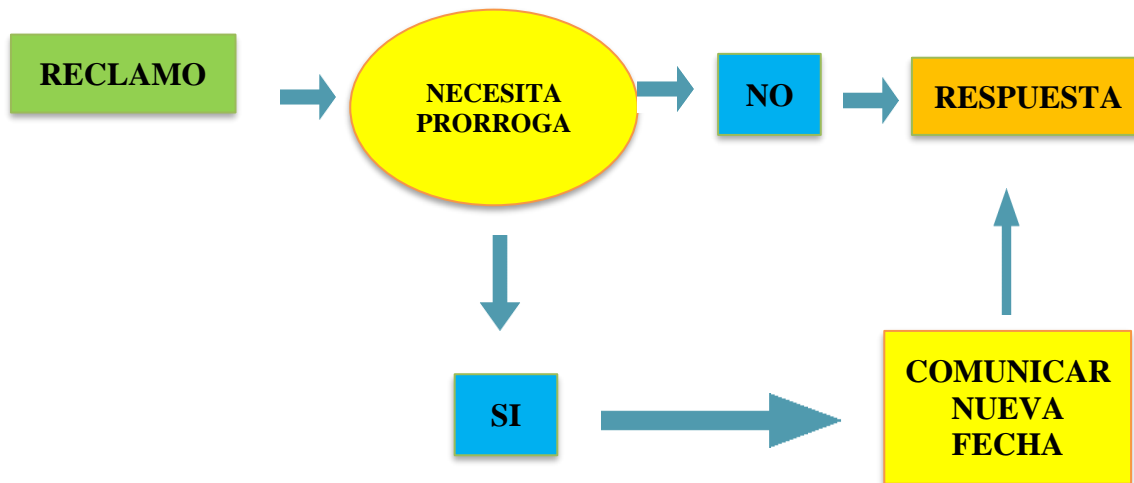 RECLAMO
NECESITA
PRORROGA
NO
RESPUESTA
SI
COMUNICAR
NUEVA
FECHA